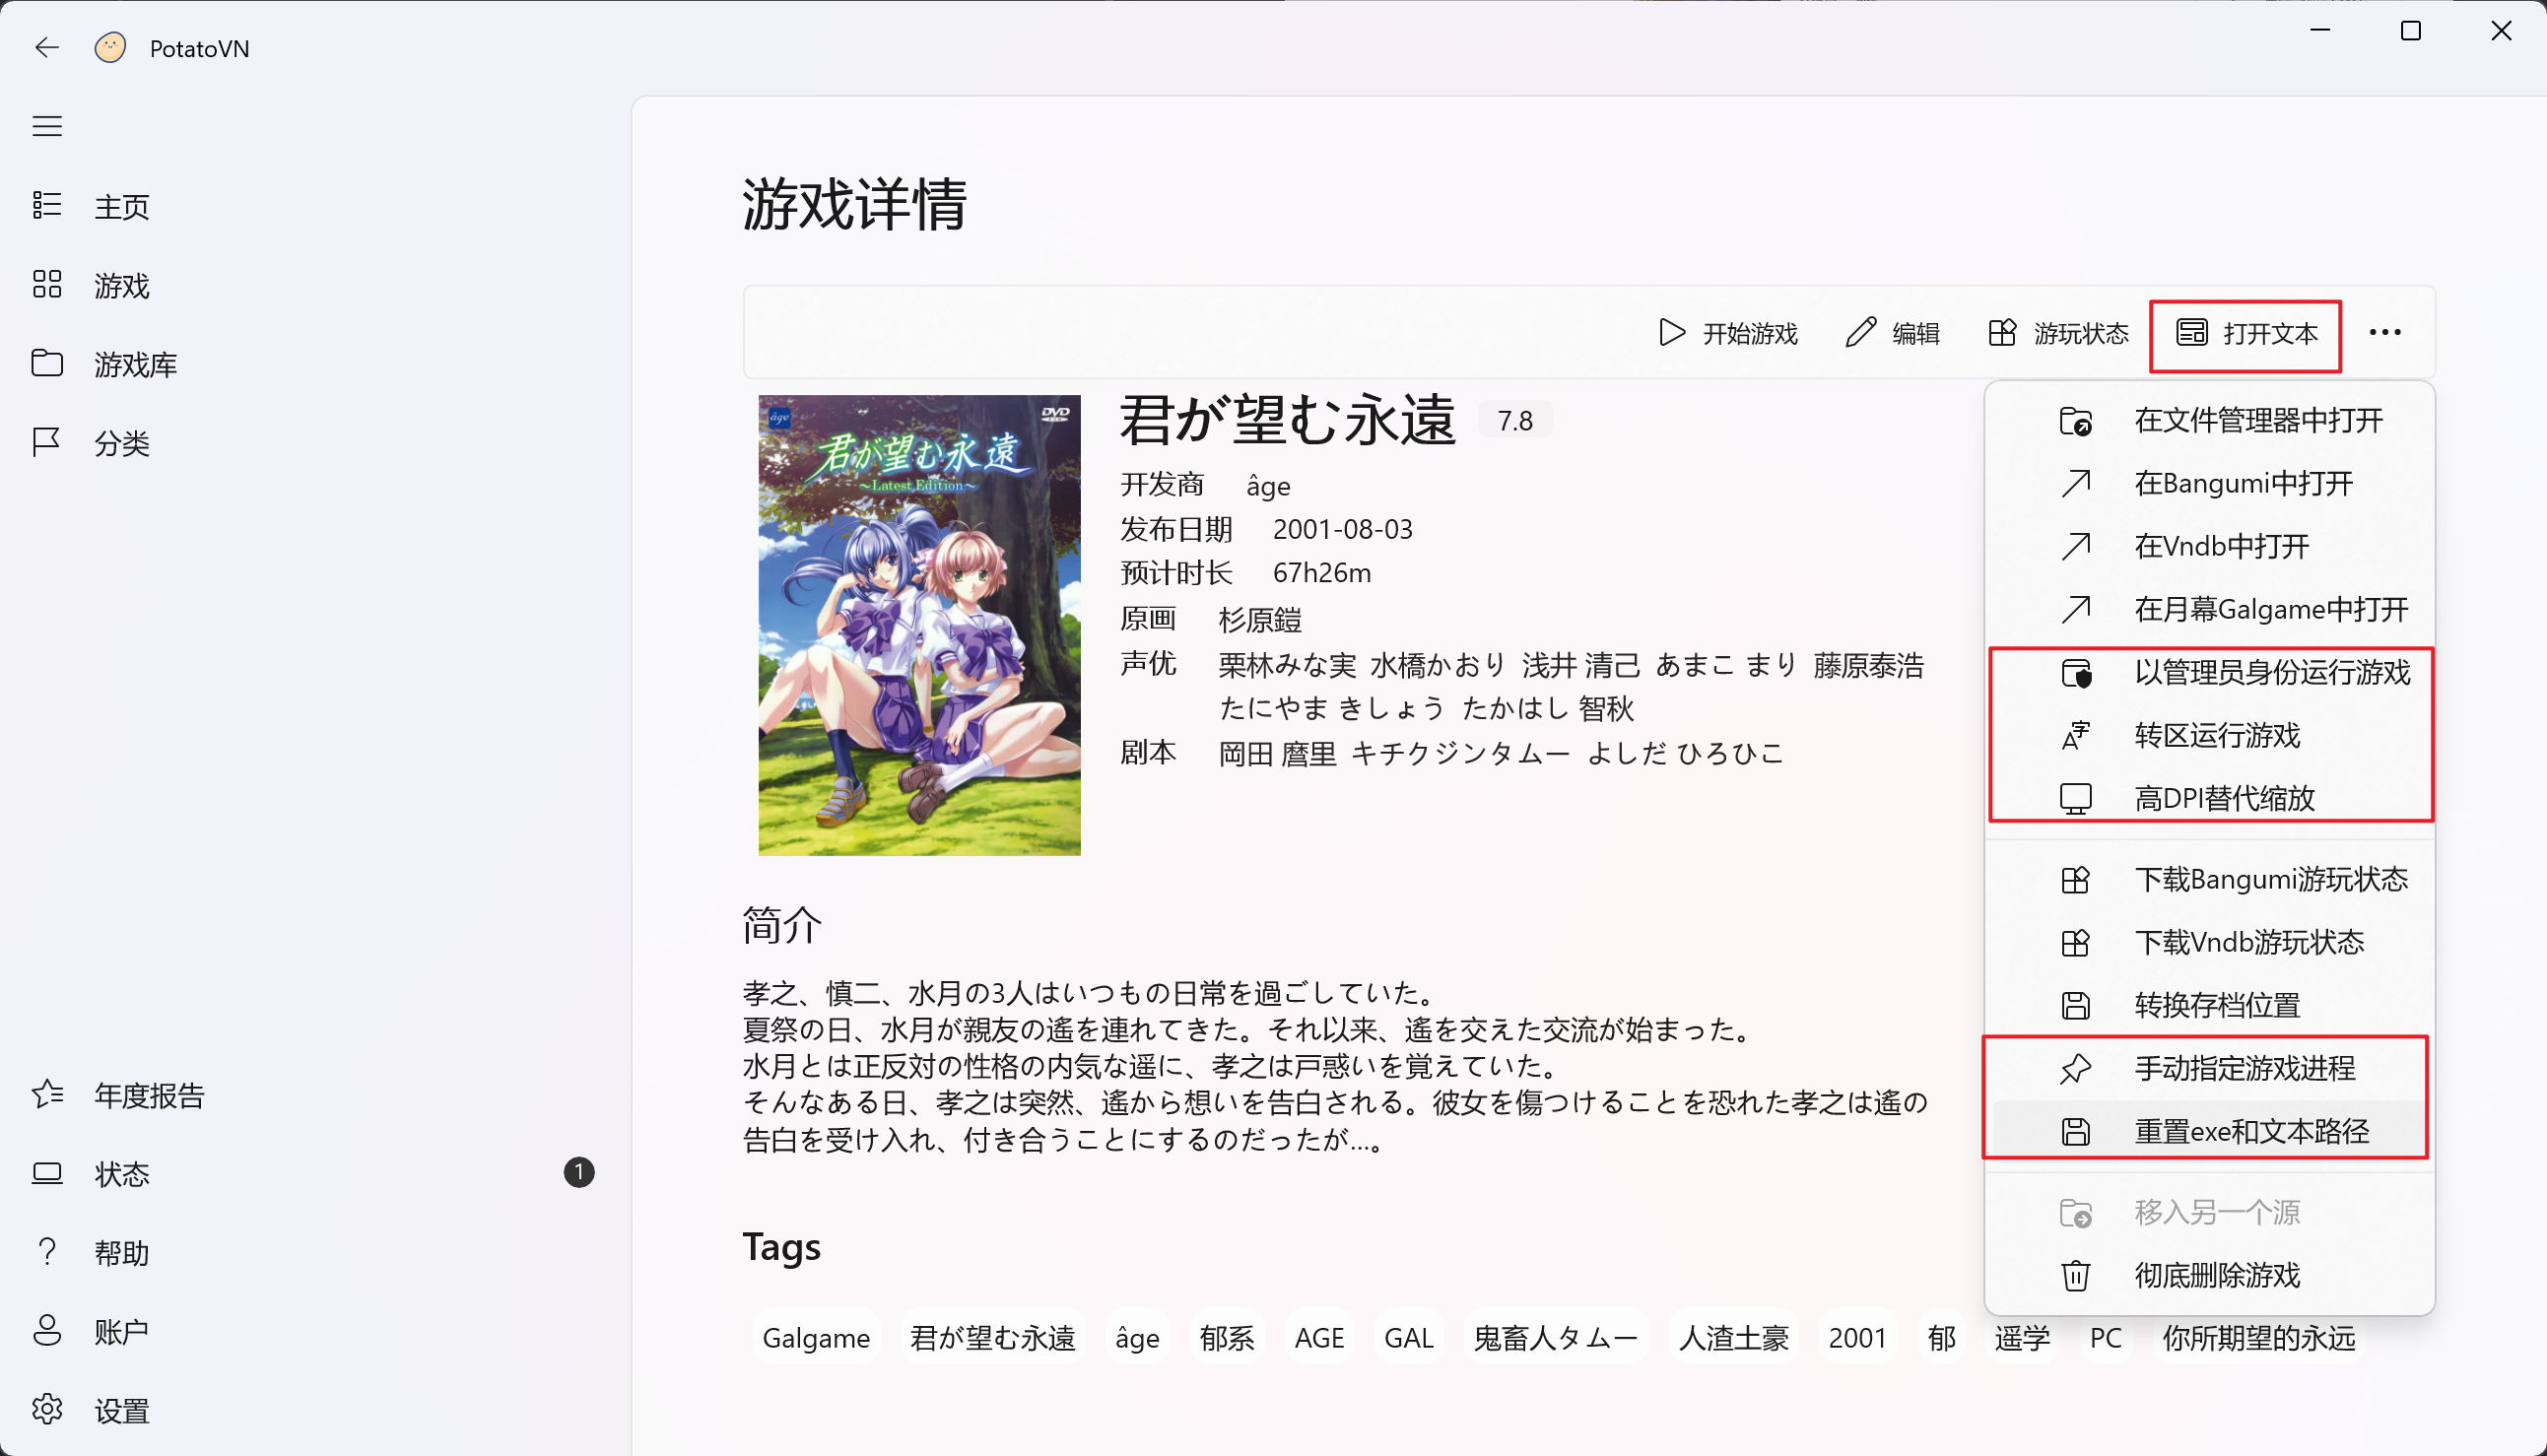 PotatoVN
主页
游戏
游戏库
分类
年度报告
状态
1
帮助
账户
设置
游戏详情
开始游戏
编辑
游玩状态
打开文本
age
DVD
君が望む永遠
～Latest Edition～
君が望む永遠
7.8
开发商 âge
发布日期 2001-08-03
预计时长 67h26m
原画 杉原鎧
声优 栗林みな実 水橋かおり 浅井 清己 あまこ まり 藤原泰浩
たにやま きしょう たかはし 智秋
剧本 岡田 麿里 キチクジンタムー よしだ ひろひこ
在文件管理器中打开
在Bangumi中打开
在Vndb中打开
在月幕Galgame中打开
以管理员身份运行游戏
转区运行游戏
高DPI替代缩放
下载Bangumi游玩状态
下载Vndb游玩状态
转换存档位置
手动指定游戏进程
重置exe和文本路径
移入另一个源
彻底删除游戏
简介
孝之、慎二、水月の3人はいつもの日常を過ごしていた。
夏祭の日、水月が親友の遙を連れてきた。それ以来、遙を交えた交流が始まった。
水月とは正反対の性格の内気な遥に、孝之は戸惑いを覚えていた。
そんなある日、孝之は突然、遙から想いを告白される。彼女を傷つけることを恐れた孝之は遙の
告白を受け入れ、付き合うことにするのだったが…。
Tags
Galgame 君が望む永遠 âge 郁系 AGE GAL 鬼畜人タムー 人渣土豪 2001 郁 遥学 PC 你所期望的永远